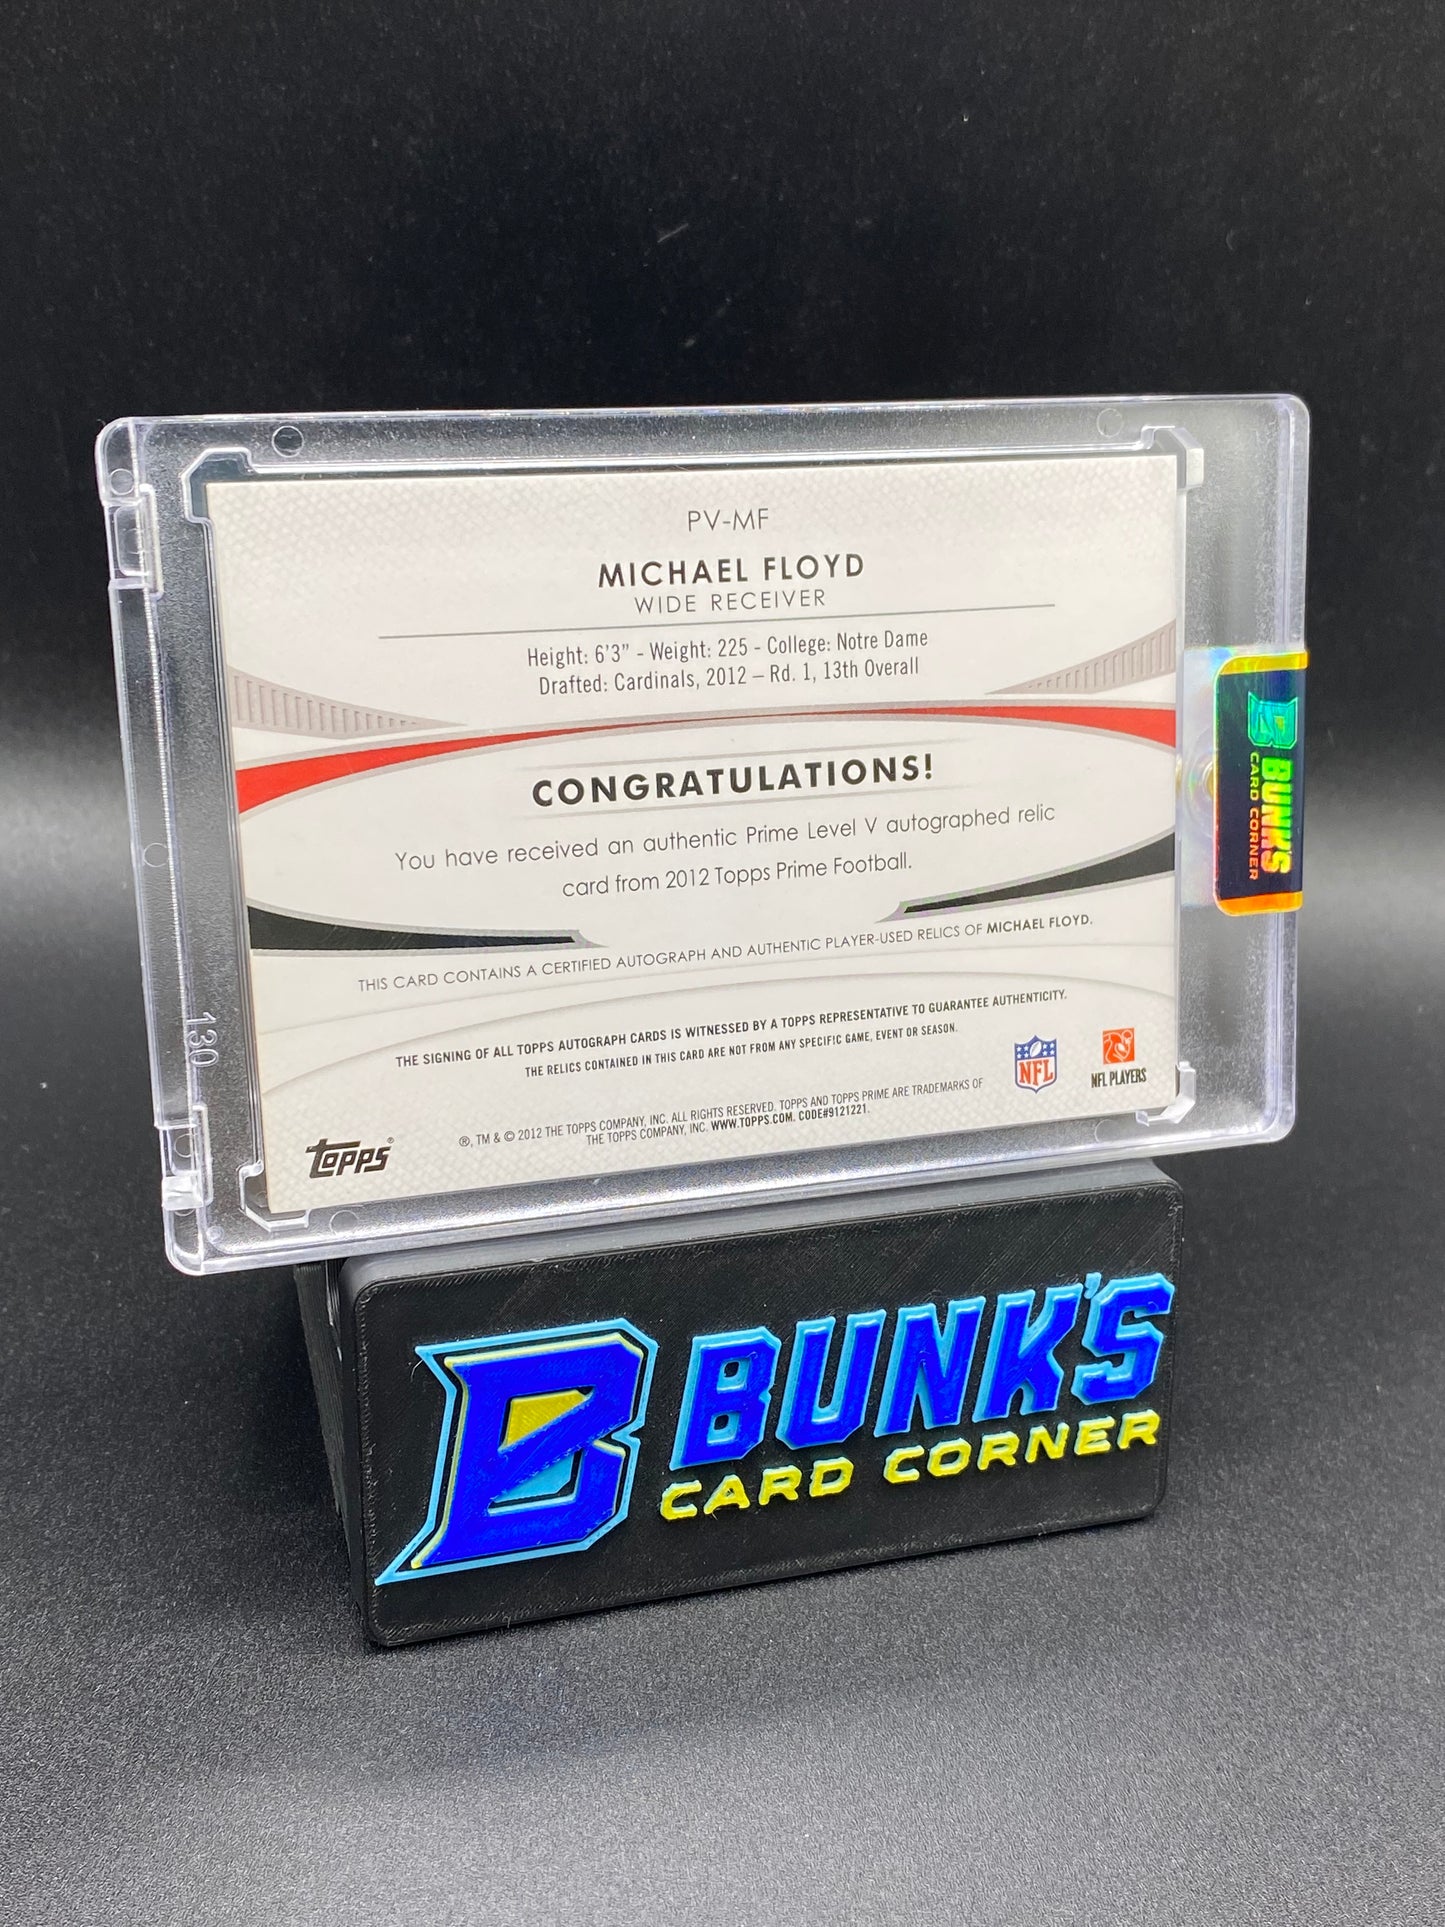 PV-MF
MICHAEL FLOYD
WIDE RECEIVER
Height: 6'3" - Weight: 225 - College: Notre Dame
Drafted: Cardinals, 2012 – Rd. 1, 13th Overall
CONGRATULATIONS!
You have received an authentic Prime Level V autographed relic
card from 2012 Topps Prime Football.
THIS CARD CONTAINS A CERTIFIED AUTOGRAPH AND AUTHENTIC PLAYER-USED RELICS OF MICHAEL FLOYD.
THE SIGNING OF ALL TOPPS AUTOGRAPH CARDS IS WITNESSED BY A TOPPS REPRESENTATIVE TO GUARANTEE AUTHENTICITY.
THE RELICS CONTAINED IN THIS CARD ARE NOT FROM ANY SPECIFIC GAME, EVENT OR SEASON.
NFL
NFL PLAYERS
topps®
®, TM & © 2012 THE TOPPS COMPANY, INC. ALL RIGHTS RESERVED. TOPPS AND TOPPS PRIME ARE TRADEMARKS OF
THE TOPPS COMPANY, INC. WWW.TOPPS.COM. CODE#9121221.
130
B BUNK'S
CARD CORNER
B BUNK'S
CARD CORNER